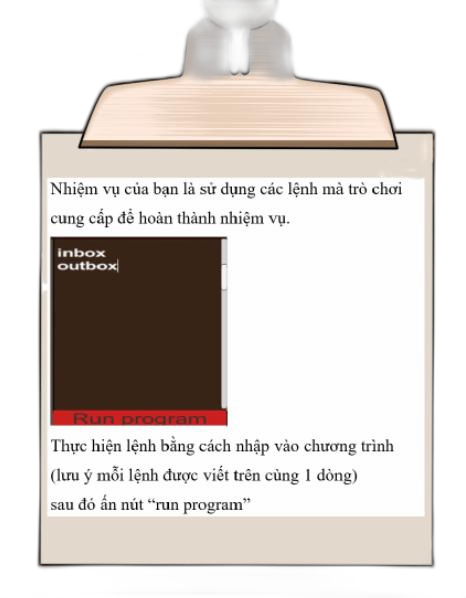 Nhiệm vụ của bạn là sử dụng các lệnh mà trò chơi
cung cấp để hoàn thành nhiệm vụ.
inbox
outbox
Run program
Thực hiện lệnh bằng cách nhập vào chương trình
(lưu ý mỗi lệnh được viết trên cùng 1 dòng)
sau đó ấn nút “run program”